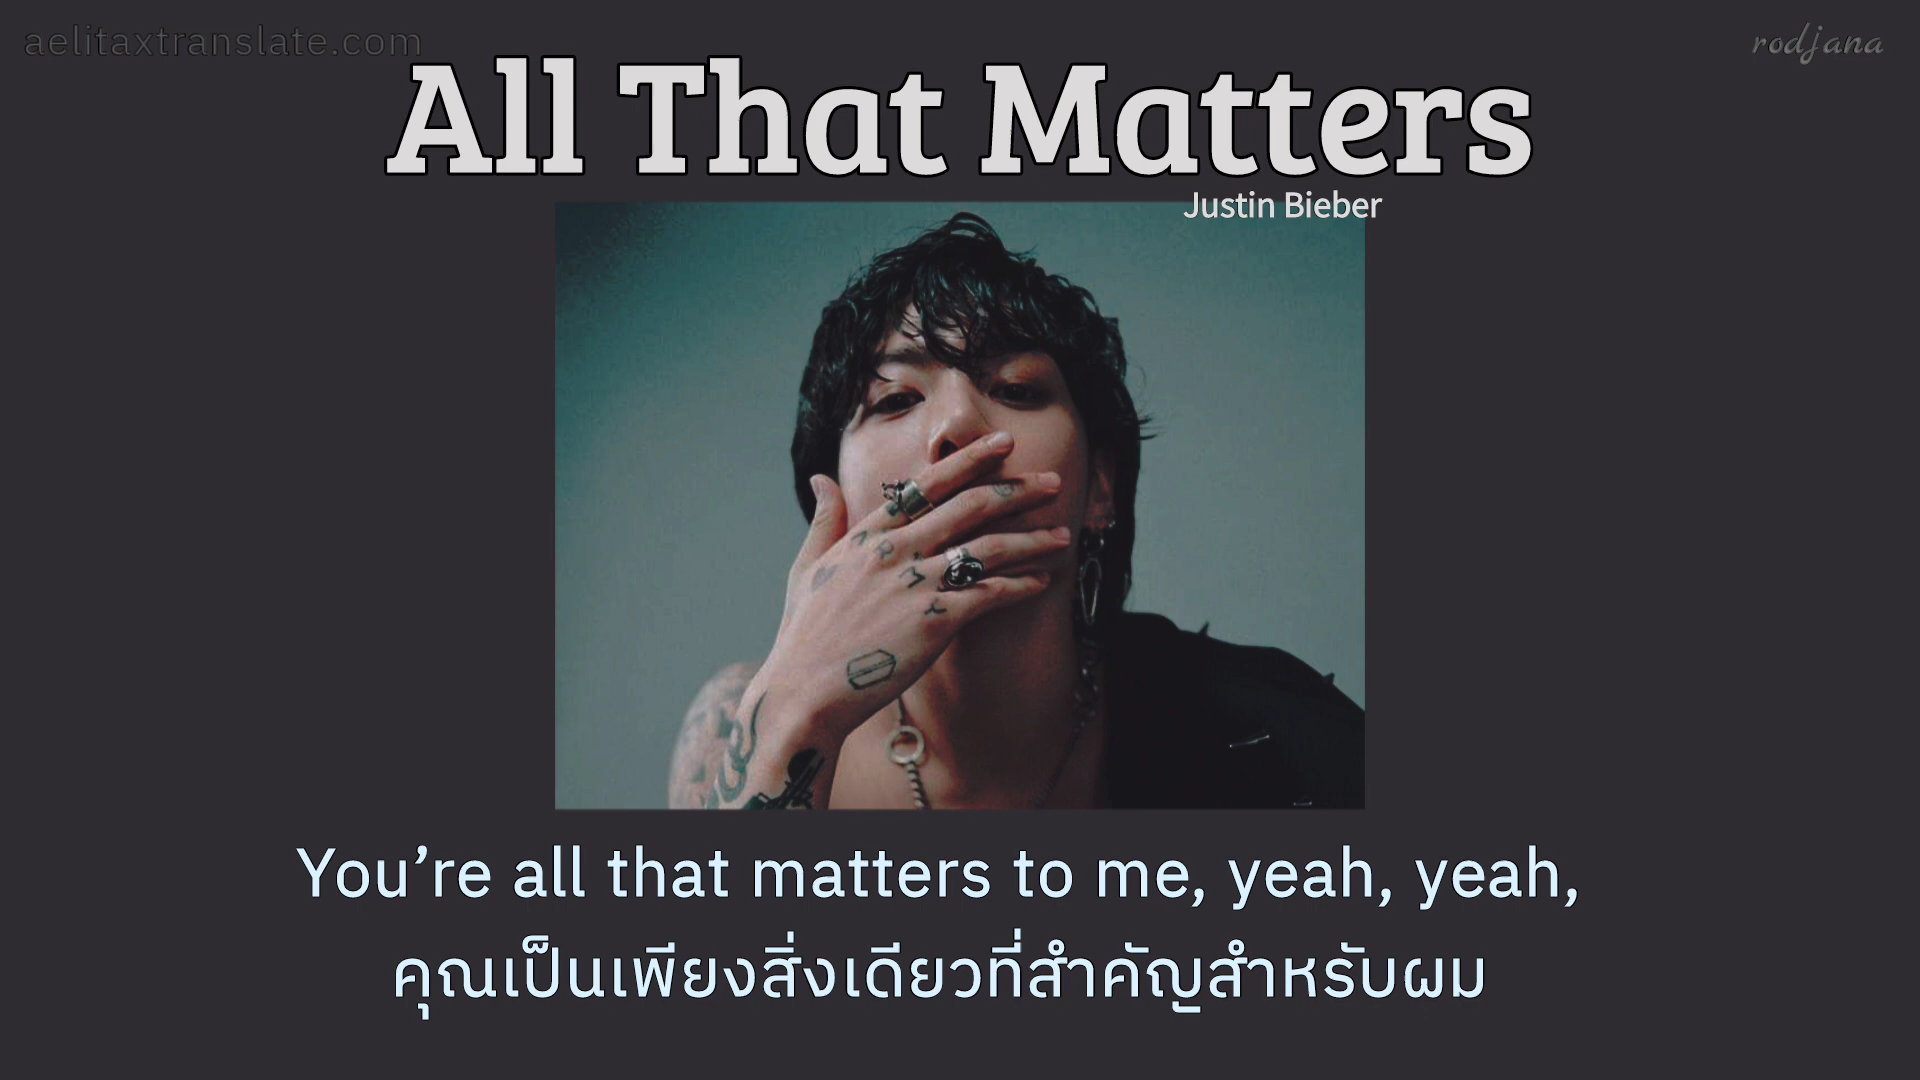 aelitaxtranslate.com
rodjana
All That Matters
Justin Bieber
A R
M
Y
You're all that matters to me, yeah, yeah,
คุณเป็นเพียงสิ่งเดียวที่สำคัญสำหรับผม